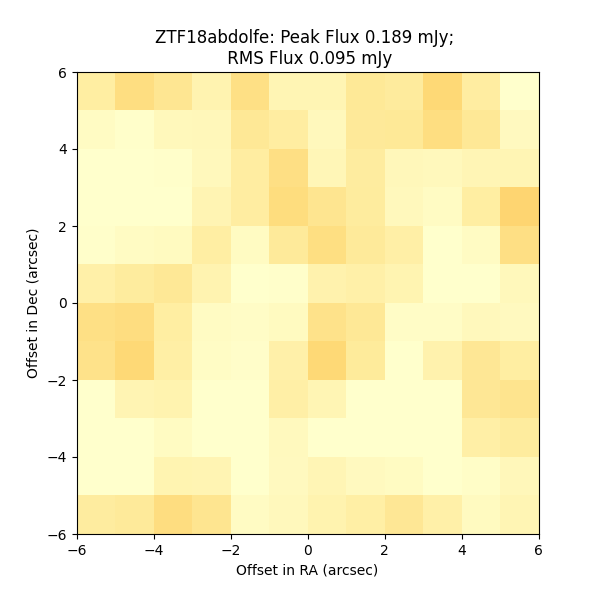 ZTF18abdolfe: Peak Flux 0.189 mJy;
RMS Flux 0.095 mJy
6
4
2
0
−2
−4
−6
Offset in Dec (arcsec)
−6 −4 −2 0 2 4 6
Offset in RA (arcsec)